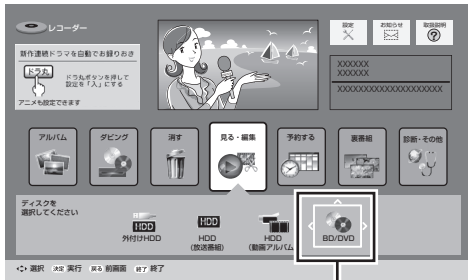 レコーダー
設定
お知らせ
取扱説明
新作連続ドラマを自動でお録りおき
ドラ丸
ドラ丸ボタンを押して
設定を「入」にする
アニメも設定できます
XXXXXX
XXXXXX
XXXXXXXXXXXXXXXXXXXX
アルバム
ダビング
消す
見る・編集
予約する
裏番組
診断・その他
ディスクを
選択してください
HDD
外付けHDD
HDD
HDD
(放送番組)
HDD
(動画アルバム
BD/DVD
選択 決定 実行 戻る 前画面 終了 終了